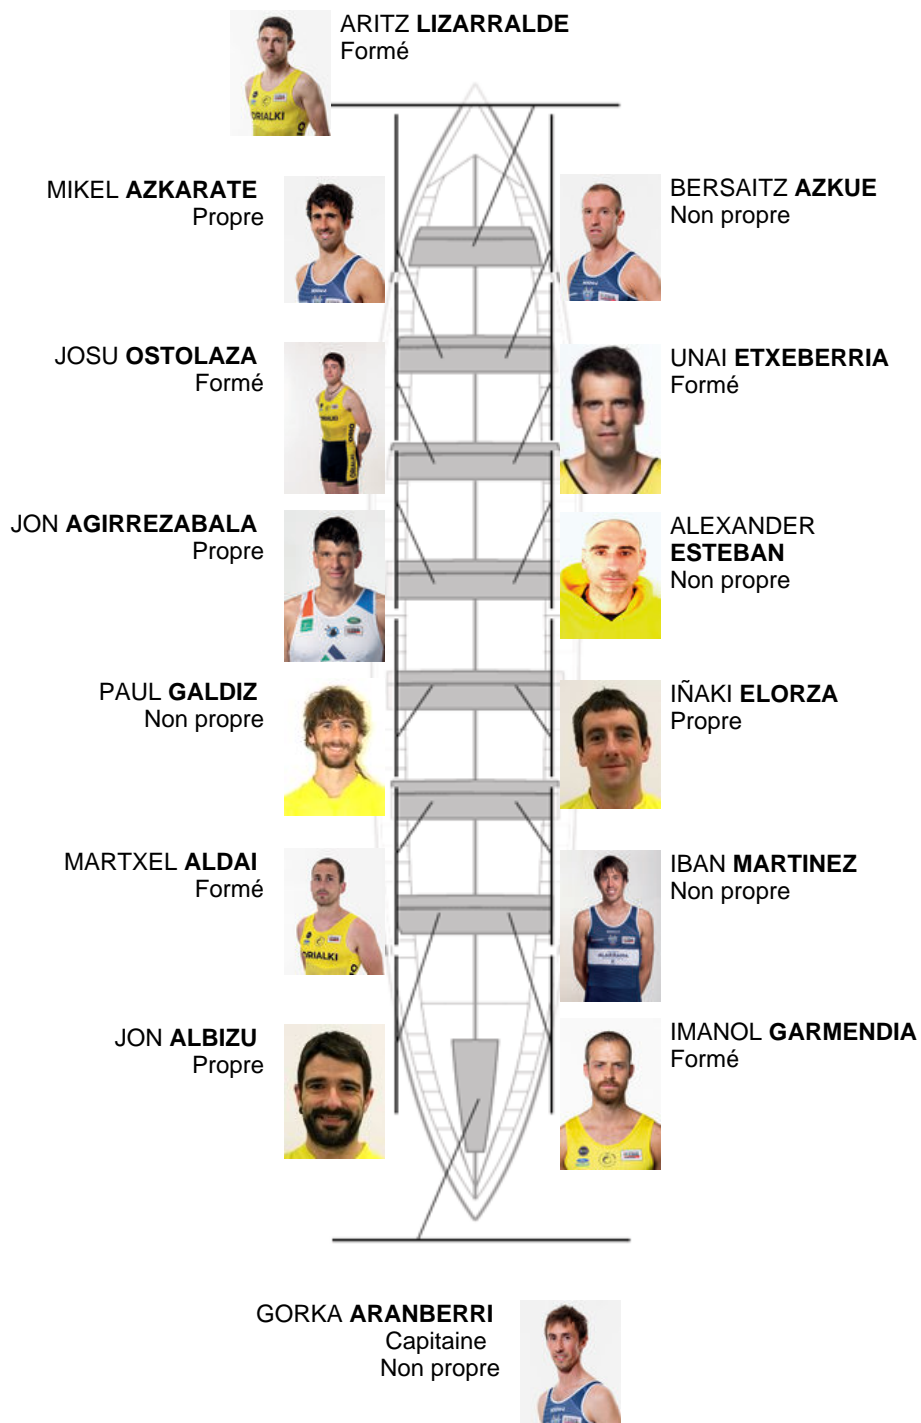 ARITZ LIZARRALDE
Formé
MIKEL AZKARATE
Propre
BERSAITZ AZKUE
Non propre
JOSU OSTOLAZA
Formé
UNAI ETXEBERRIA
Formé
JON AGIRREZABALA
Propre
ALEXANDER
ESTEBAN
Non propre
PAUL GALDIZ
Non propre
IÑAKI ELORZA
Propre
MARTXEL ALDAI
Formé
IBAN MARTINEZ
Non propre
JON ALBIZU
Propre
IMANOL GARMENDIA
Formé
GORKA ARANBERRI
Capitaine
Non propre